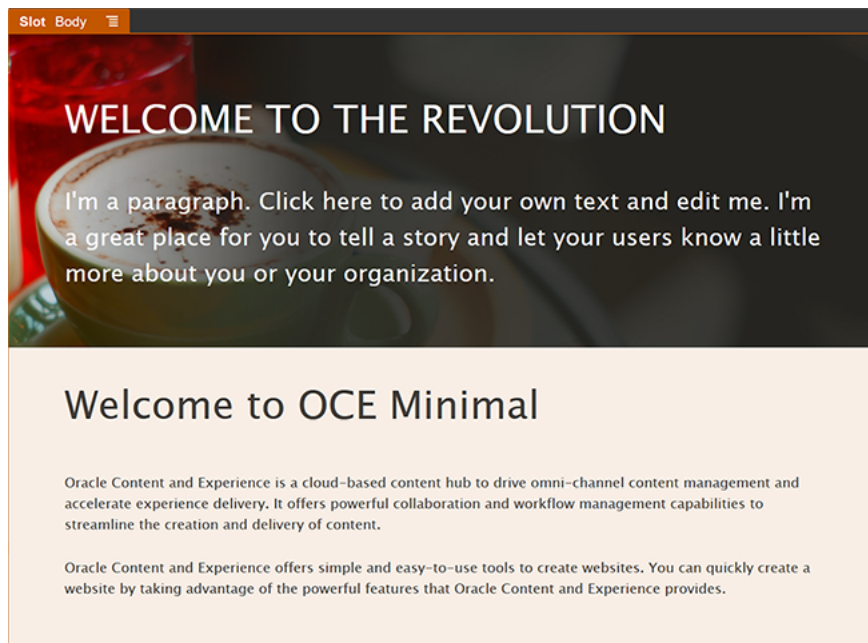 Slot Body
WELCOME TO THE REVOLUTION
I'm a paragraph. Click here to add your own text and edit me. I'm
a great place for you to tell a story and let your users know a little
more about you or your organization.
Welcome to OCE Minimal
Oracle Content and Experience is a cloud-based content hub to drive omni-channel content management and
accelerate experience delivery. It offers powerful collaboration and workflow management capabilities to
streamline the creation and delivery of content.
Oracle Content and Experience offers simple and easy-to-use tools to create websites. You can quickly create a
website by taking advantage of the powerful features that Oracle Content and Experience provides.